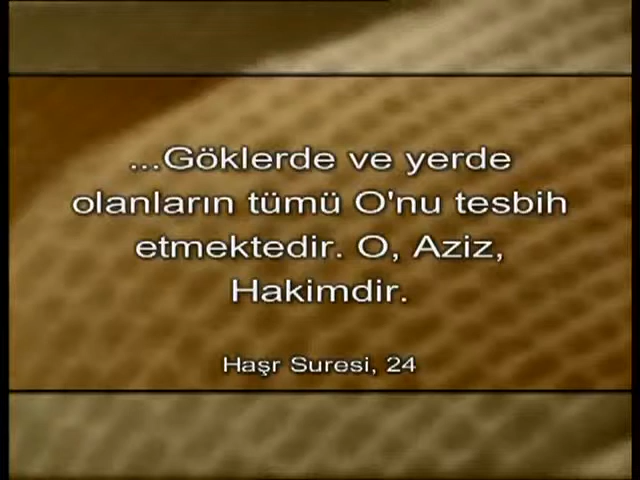 ...Göklerde ve yerde
olanların tümü O'nu tesbih
etmektedir. O, Aziz,
Hakimdir.
Haşr Suresi, 24